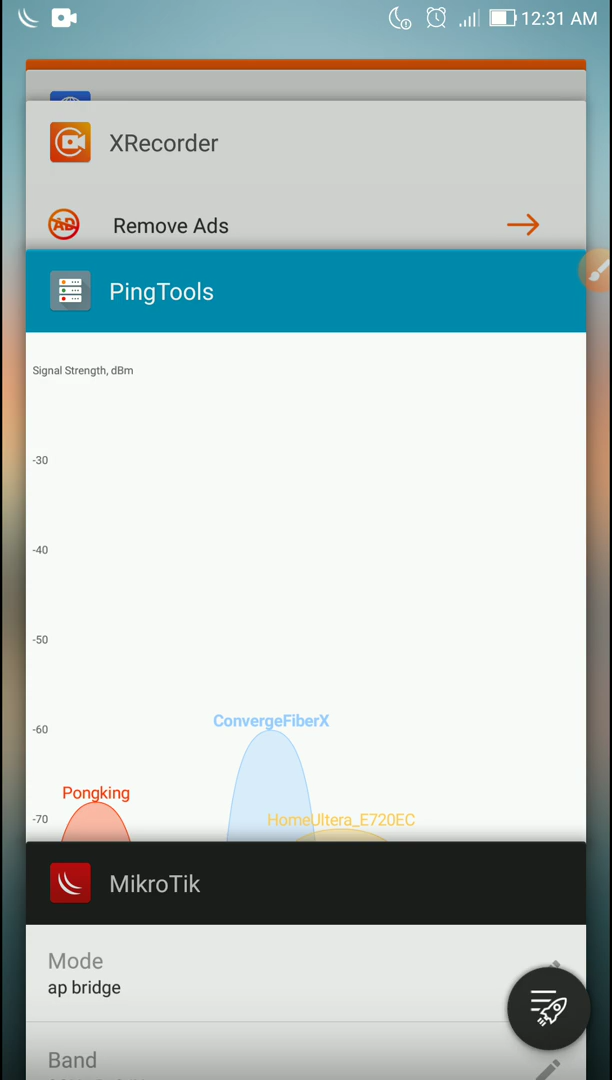 12:31 AM
XRecorder
AD
Remove Ads
PingTools
Signal Strength, dBm
-30
-40
-50
ConvergeFiberX
-60
Pongking
HomeUltera_E720EC
-70
MikroTik
Mode
ap bridge
Band